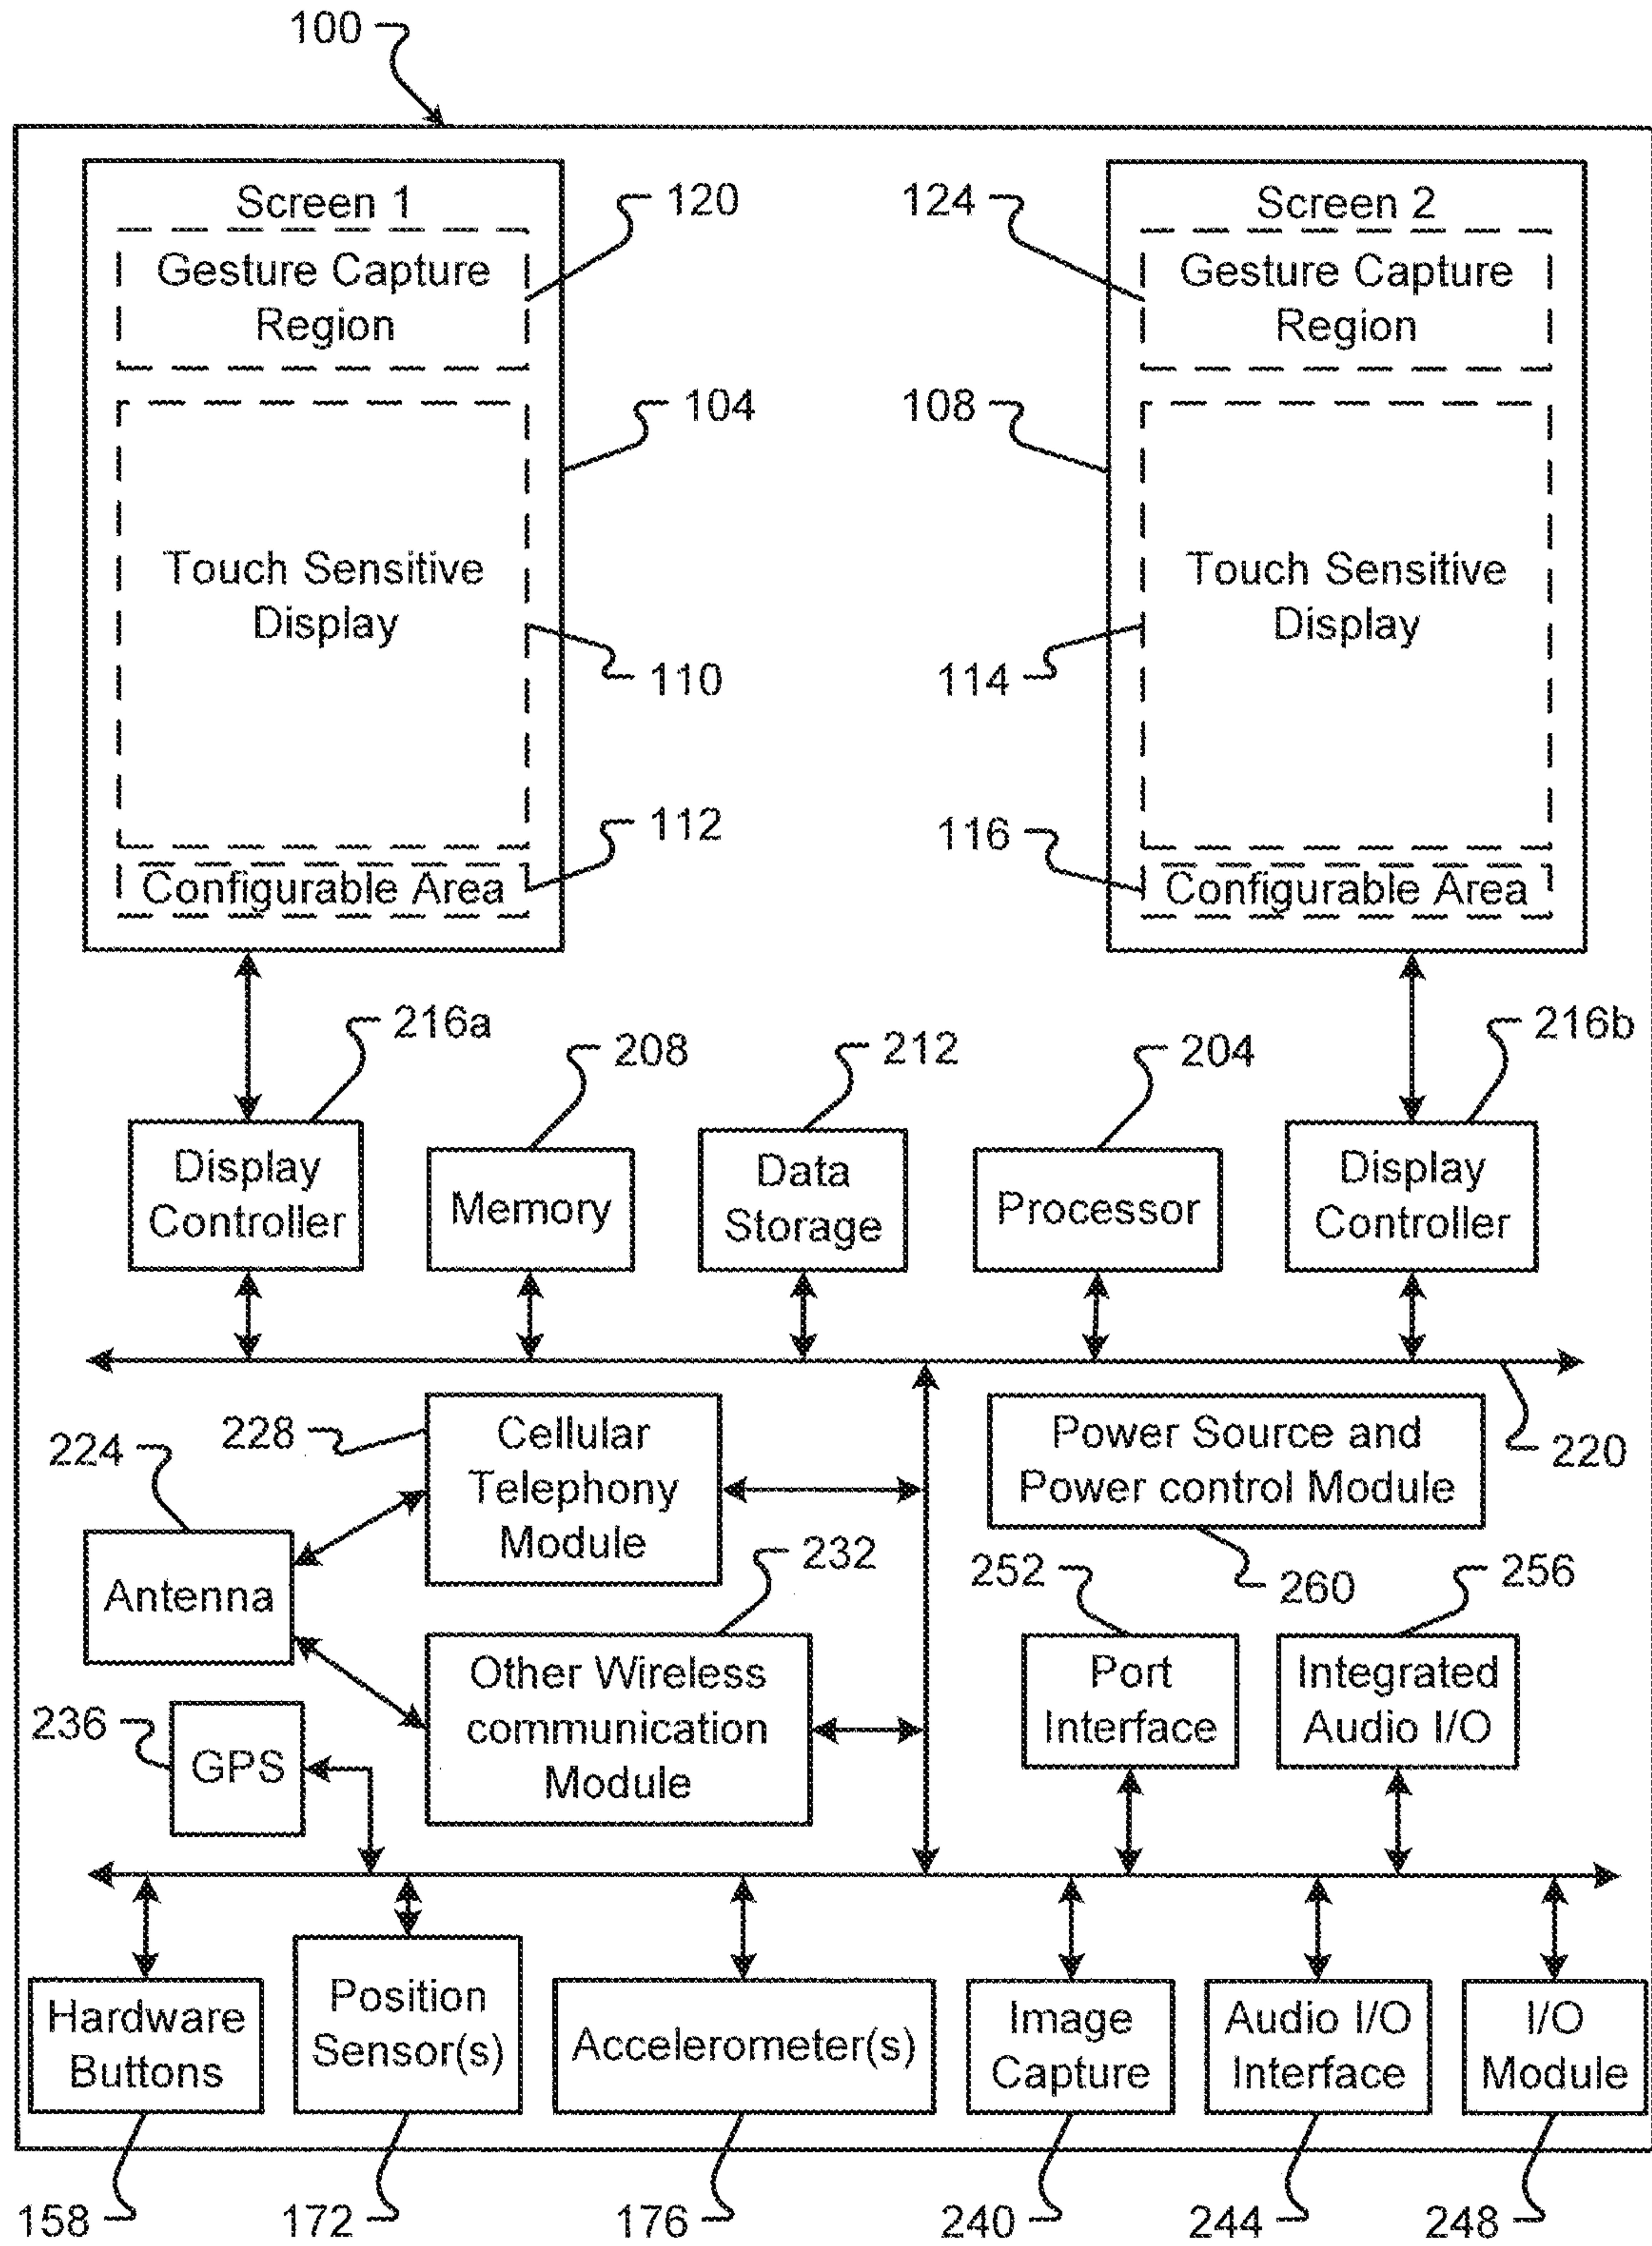 100
Screen 1
120
124
Screen 2
Gesture Capture
Region
Gesture Capture
Region
104
108
Touch Sensitive
Display
Touch Sensitive
Display
110
114
112
116
Configurable Area
Configurable Area
216a
208
212
204
216b
Display
Controller
Memory
Data
Storage
Processor
Display
Controller
228
Cellular
Telephony
Module
Power Source and
Power control Module
220
224
Antenna
232
252
260
256
236
GPS
Other Wireless
communication
Module
Port
Interface
Integrated
Audio I/O
Hardware
Buttons
Position
Sensor(s)
Accelerometer(s)
Image
Capture
Audio I/O
Interface
I/O
Module
158
172
176
240
244
248